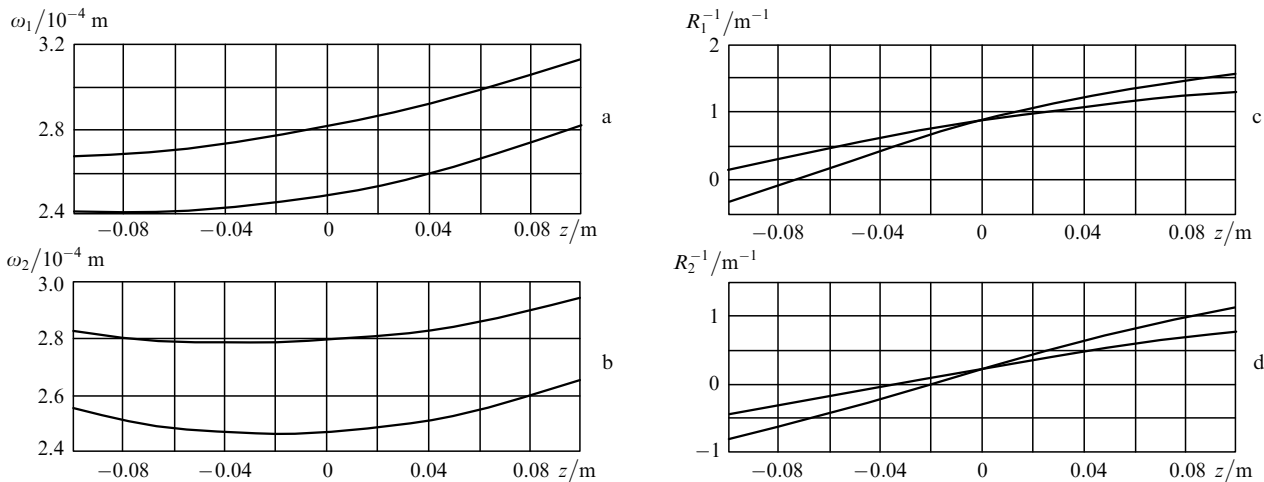 ω₁/10⁻⁴ m
3.2
2.8
2.4
−0.08 −0.04 0 0.04 0.08 z/m
a
ω₂/10⁻⁴ m
3.0
2.8
2.6
2.4
−0.08 −0.04 0 0.04 0.08 z/m
b
R₁⁻¹/m⁻¹
2
1
0
−0.08 −0.04 0 0.04 0.08 z/m
c
R₂⁻¹/m⁻¹
1
0
−1
−0.08 −0.04 0 0.04 0.08 z/m
d